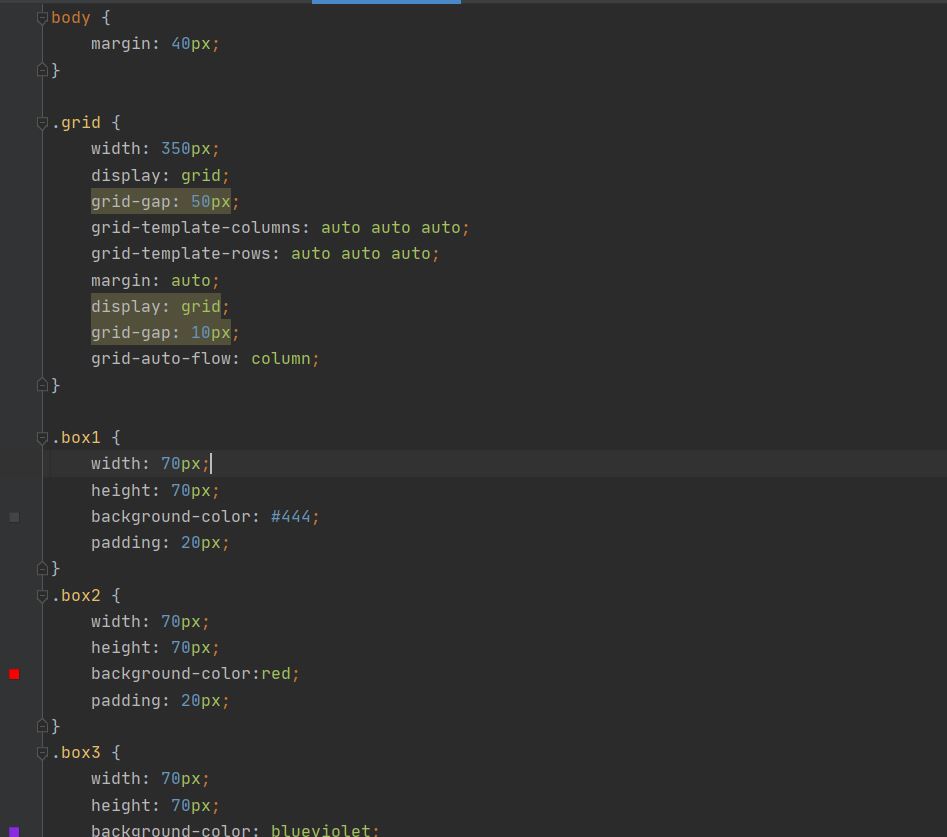 body {
    margin: 40px;
}

.grid {
    width: 350px;
    display: grid;
    grid-gap: 50px;
    grid-template-columns: auto auto auto;
    grid-template-rows: auto auto auto;
    margin: auto;
    display: grid;
    grid-gap: 10px;
    grid-auto-flow: column;
}

.box1 {
    width: 70px;
    height: 70px;
    background-color: #444;
    padding: 20px;
}
.box2 {
    width: 70px;
    height: 70px;
    background-color:red;
    padding: 20px;
}
.box3 {
    width: 70px;
    height: 70px;
    background-color: blueviolet;